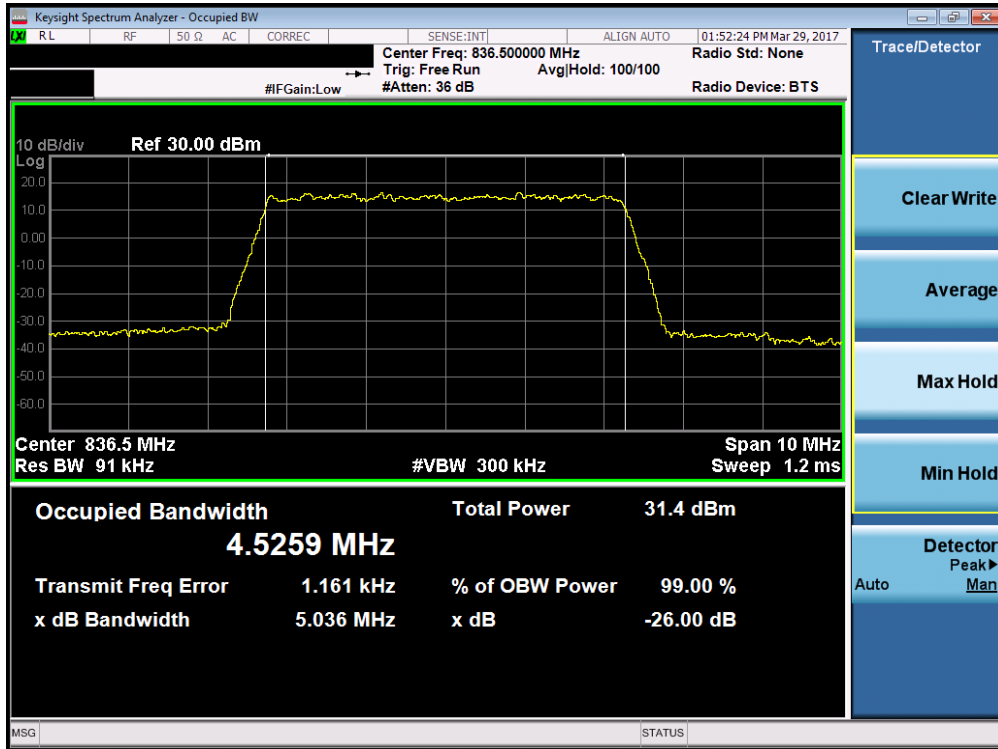 Keysight Spectrum Analyzer - Occupied BW
LXI RL RF 50 Ω AC CORREC SENSE:INT ALIGN AUTO 01:52:24 PM Mar 29, 2017
Center Freq: 836.500000 MHz Radio Std: None
Trig: Free Run Avg|Hold: 100/100
#IFGain:Low #Atten: 36 dB Radio Device: BTS
10 dB/div Ref 30.00 dBm
Log
20.0
10.0
0.00
-10.0
-20.0
-30.0
-40.0
-50.0
-60.0
Center 836.5 MHz Span 10 MHz
Res BW 91 kHz #VBW 300 kHz Sweep 1.2 ms
Occupied Bandwidth Total Power 31.4 dBm
4.5259 MHz
Transmit Freq Error 1.161 kHz % of OBW Power 99.00 %
x dB Bandwidth 5.036 MHz x dB -26.00 dB
MSG STATUS
Trace/Detector
Clear Write
Average
Max Hold
Min Hold
Detector
Peak▶
Auto Man